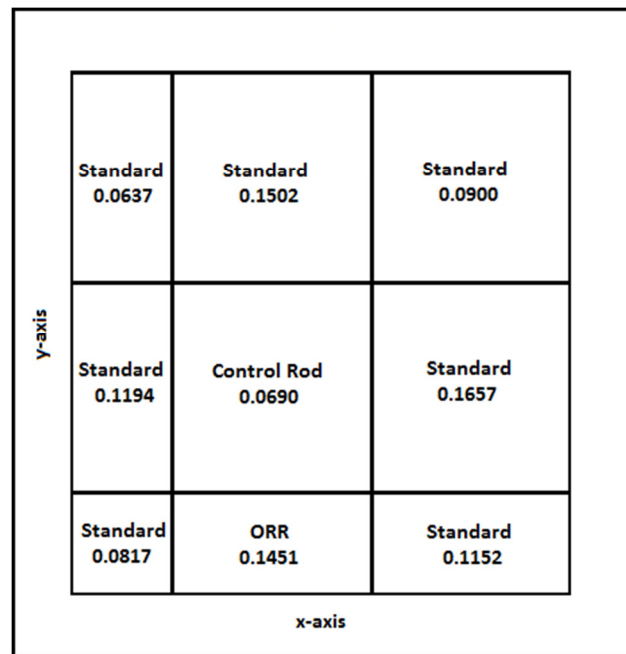 Standard
0.0637
Standard
0.1502
Standard
0.0900
y-axis
Standard
0.1194
Control Rod
0.0690
Standard
0.1657
Standard
0.0817
ORR
0.1451
Standard
0.1152
x-axis